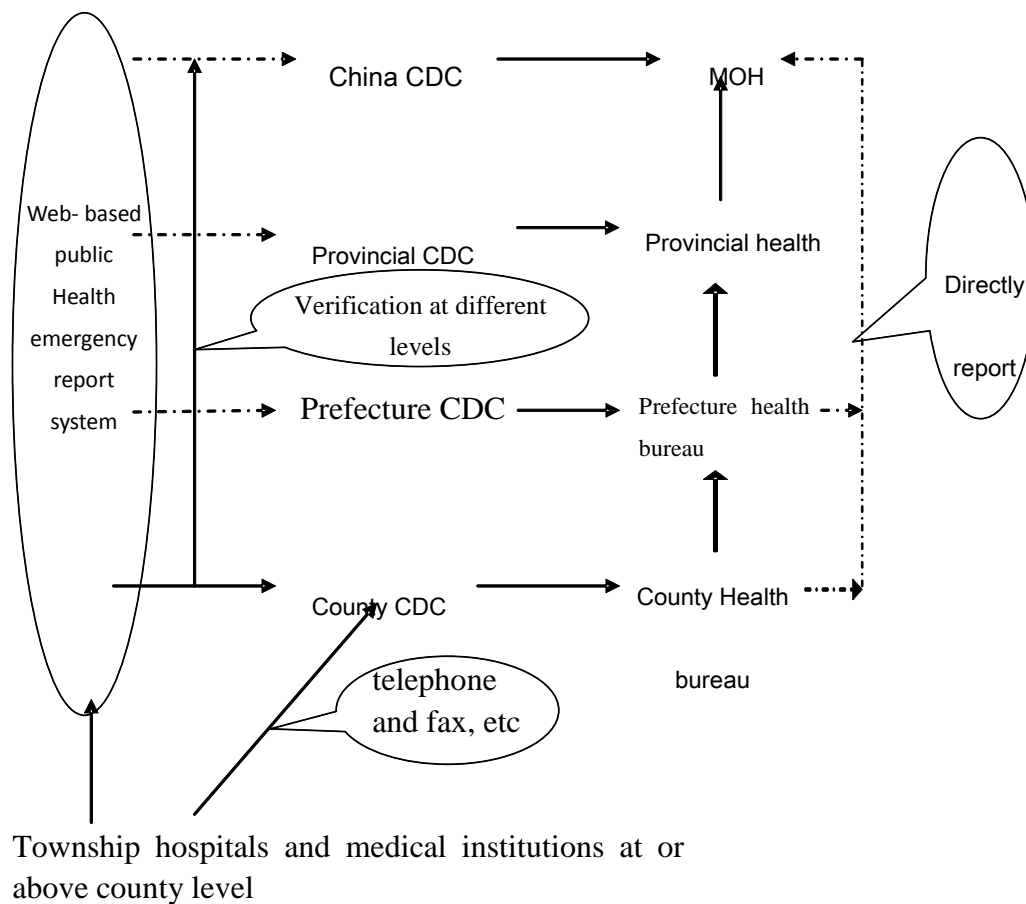 China CDC
MOH
Web- based
public
Health
emergency
report
system
Provincial CDC
Provincial health
Verification at different
levels
Directly
report
Prefecture CDC
Prefecture health
bureau
County CDC
County Health
bureau
telephone
and fax, etc
Township hospitals and medical institutions at or
above county level